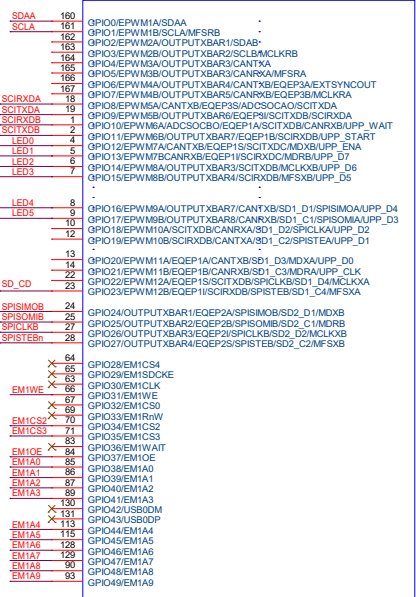 SDAA 160 GPIO0/EPWM1A/SDAA
SCLA 161 GPIO1/EPWM1B/SCLA/MFSRB
162 GPIO2/EPWM2A/OUTPUTXBAR1/SDAB
163 GPIO3/EPWM2B/OUTPUTXBAR2/SCLB/MCLKRB
164 GPIO4/EPWM3A/OUTPUTXBAR3/CANTXA
165 GPIO5/EPWM3B/OUTPUTXBAR3/CANRXA/MFSRA
166 GPIO6/EPWM4A/OUTPUTXBAR4/CANTXB/EQEP3A/EXTSYNCOUT
167 GPIO7/EPWM4B/OUTPUTXBAR5/CANRXB/EQEP3B/MCLKRA
SCIRXDA 18 GPIO8/EPWM5A/CANTXB/EQEP3S/ADCSOCAO/SCITXDA
SCITXDA 19 GPIO9/EPWM5B/OUTPUTXBAR6/EQEP3I/SCITXDB/SCIRXDA
SCIRXDB 1 GPIO10/EPWM6A/ADCSOCBO/EQEP1A/SCITXDB/CANRXB/UPP_WAIT
SCITXDB 2 GPIO11/EPWM6B/OUTPUTXBAR7/EQEP1B/SCIRXDB/UPP_START
LED0 4 GPIO12/EPWM7A/CANTXB/EQEP1S/SCITXDC/MDXB/UPP_ENA
LED1 5 GPIO13/EPWM7BCANRXB/EQEP1I/SCIRXDC/MDRB/UPP_D7
LED2 6 GPIO14/EPWM8A/OUTPUTXBAR3/SCITXDB/MCLKXB/UPP_D6
LED3 7 GPIO15/EPWM8B/OUTPUTXBAR4/SCIRXDB/MFSXB/UPP_D5
LED4 8 GPIO16/EPWM9A/OUTPUTXBAR7/CANTXB/SD1_D1/SPISIMOA/UPP_D4
LED5 9 GPIO17/EPWM9B/OUTPUTXBAR8/CANRXB/SD1_C1/SPISOMIA/UPP_D3
10 GPIO18/EPWM10A/SCITXDB/CANRXA/SD1_D2/SPICLKA/UPP_D2
12 GPIO19/EPWM10B/SCIRXDB/CANTXA/SD1_C2/SPISTEA/UPP_D1
13 GPIO20/EPWM11A/EQEP1A/CANTXB/SD1_D3/MDXA/UPP_D0
14 GPIO21/EPWM11B/EQEP1B/CANRXB/SD1_C3/MDRA/UPP_CLK
22 GPIO22/EPWM12A/EQEP1S/SCITXDB/SPICLKB/SD1_D4/MCLKXA
SD_CD 23 GPIO23/EPWM12B/EQEP1I/SCIRXDB/SPISTEB/SD1_C4/MFSXA
SPISIMOB 24 GPIO24/OUTPUTXBAR1/EQEP2A/SPISIMOB/SD2_D1/MDXB
SPISOMIB 25 GPIO25/OUTPUTXBAR2/EQEP2B/SPISOMIB/SD2_C1/MDRB
SPICLKB 27 GPIO26/OUTPUTXBAR3/EQEP2I/SPICLKB/SD2_D2/MCLKXB
SPISTEBn 28 GPIO27/OUTPUTXBAR4/EQEP2S/SPISTEB/SD2_C2/MFSXB
64 GPIO28/EM1CS4
65 GPIO29/EM1SDCKE
63 GPIO30/EM1CLK
EM1WE 66 GPIO31/EM1WE
67 GPIO32/EM1CS0
69 GPIO33/EM1RnW
EM1CS2 70 GPIO34/EM1CS2
EM1CS3 71 GPIO35/EM1CS3
83 GPIO36/EM1WAIT
EM1OE 84 GPIO37/EM1OE
EM1A0 85 GPIO38/EM1A0
EM1A1 86 GPIO39/EM1A1
EM1A2 87 GPIO40/EM1A2
EM1A3 89 GPIO41/EM1A3
130 GPIO42/USB0DM
131 GPIO43/USB0DP
EM1A4 113 GPIO44/EM1A4
EM1A5 115 GPIO45/EM1A5
EM1A6 128 GPIO46/EM1A6
EM1A7 129 GPIO47/EM1A7
EM1A8 90 GPIO48/EM1A8
EM1A9 93 GPIO49/EM1A9